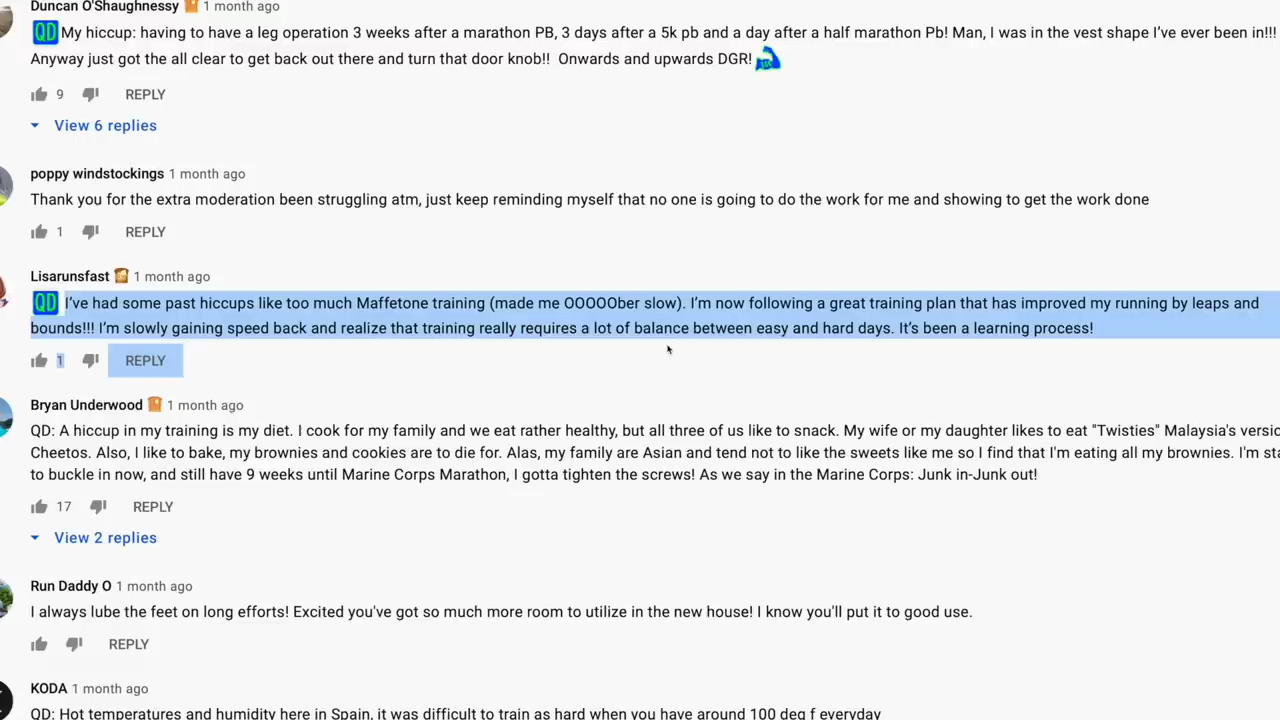 Duncan O'Shaughnessy 1 month ago
QD My hiccup: having to have a leg operation 3 weeks after a marathon PB, 3 days after a 5k pb and a day after a half marathon Pb! Man, I was in the vest shape I've ever been in!!!
Anyway just got the all clear to get back out there and turn that door knob!! Onwards and upwards DGR!
9 REPLY
View 6 replies
poppy windstockings 1 month ago
Thank you for the extra moderation been struggling atm, just keep reminding myself that no one is going to do the work for me and showing to get the work done
1 REPLY
Lisarunsfast 1 month ago
QD I've had some past hiccups like too much Maffetone training (made me OOOOOber slow). I'm now following a great training plan that has improved my running by leaps and
bounds!!! I'm slowly gaining speed back and realize that training really requires a lot of balance between easy and hard days. It's been a learning process!
1 REPLY
Bryan Underwood 1 month ago
QD: A hiccup in my training is my diet. I cook for my family and we eat rather healthy, but all three of us like to snack. My wife or my daughter likes to eat "Twisties" Malaysia's
Cheetos. Also, I like to bake, my brownies and cookies are to die for. Alas, my family are Asian and tend not to like the sweets like me so I find that I'm eating all my brownies. I'm
to buckle in now, and still have 9 weeks until Marine Corps Marathon, I gotta tighten the screws! As we say in the Marine Corps: Junk in-Junk out!
17 REPLY
View 2 replies
Run Daddy O 1 month ago
I always lube the feet on long efforts! Excited you've got so much more room to utilize in the new house! I know you'll put it to good use.
REPLY
KODA 1 month ago
QD: Hot temperatures and humidity here in Spain, it was difficult to train as hard when you have around 100 deg f everyday